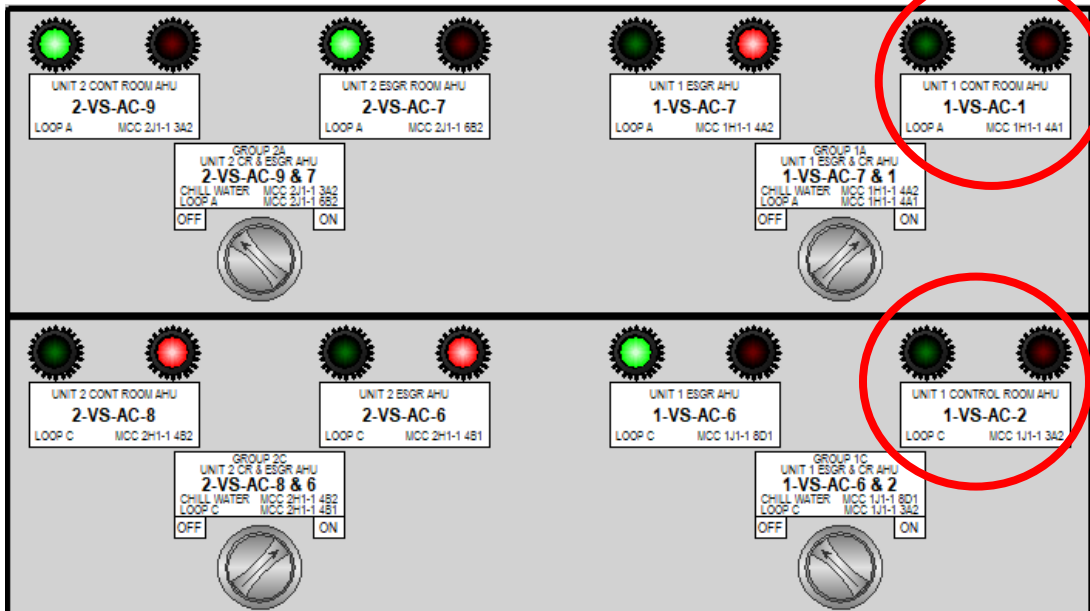 UNIT 2 CONT ROOM AHU
2-VS-AC-9
LOOP A MCC 2J1-1 3A2
UNIT 2 ESGR ROOM AHU
2-VS-AC-7
LOOP A MCC 2J1-1 6B2
UNIT 1 ESGR AHU
1-VS-AC-7
LOOP A MCC 1H1-1 4A2
UNIT 1 CONT ROOM AHU
1-VS-AC-1
LOOP A MCC 1H1-1 4A1
GROUP 2A
UNIT 2 CR & ESGR AHU
2-VS-AC-9 & 7
CHILL WATER MCC 2J1-1 3A2
LOOP A MCC 2J1-1 6B2
OFF ON
GROUP 1A
UNIT 1 ESGR & CR AHU
1-VS-AC-7 & 1
CHILL WATER MCC 1H1-1 4A2
LOOP A MCC 1H1-1 4A1
OFF ON
UNIT 2 CONT ROOM AHU
2-VS-AC-8
LOOP C MCC 2H1-1 4B2
UNIT 2 ESGR AHU
2-VS-AC-6
LOOP C MCC 2H1-1 4B1
UNIT 1 ESGR AHU
1-VS-AC-6
LOOP C MCC 1J1-1 8D1
UNIT 1 CONTROL ROOM AHU
1-VS-AC-2
LOOP C MCC 1J1-1 3A2
GROUP 2C
UNIT 2 CR & ESGR AHU
2-VS-AC-8 & 6
CHILL WATER MCC 2H1-1 4B2
LOOP C MCC 2H1-1 4B1
OFF ON
GROUP 1C
UNIT 1 ESGR & CR AHU
1-VS-AC-6 & 2
CHILL WATER MCC 1J1-1 8D1
LOOP C MCC 1J1-1 3A2
OFF ON